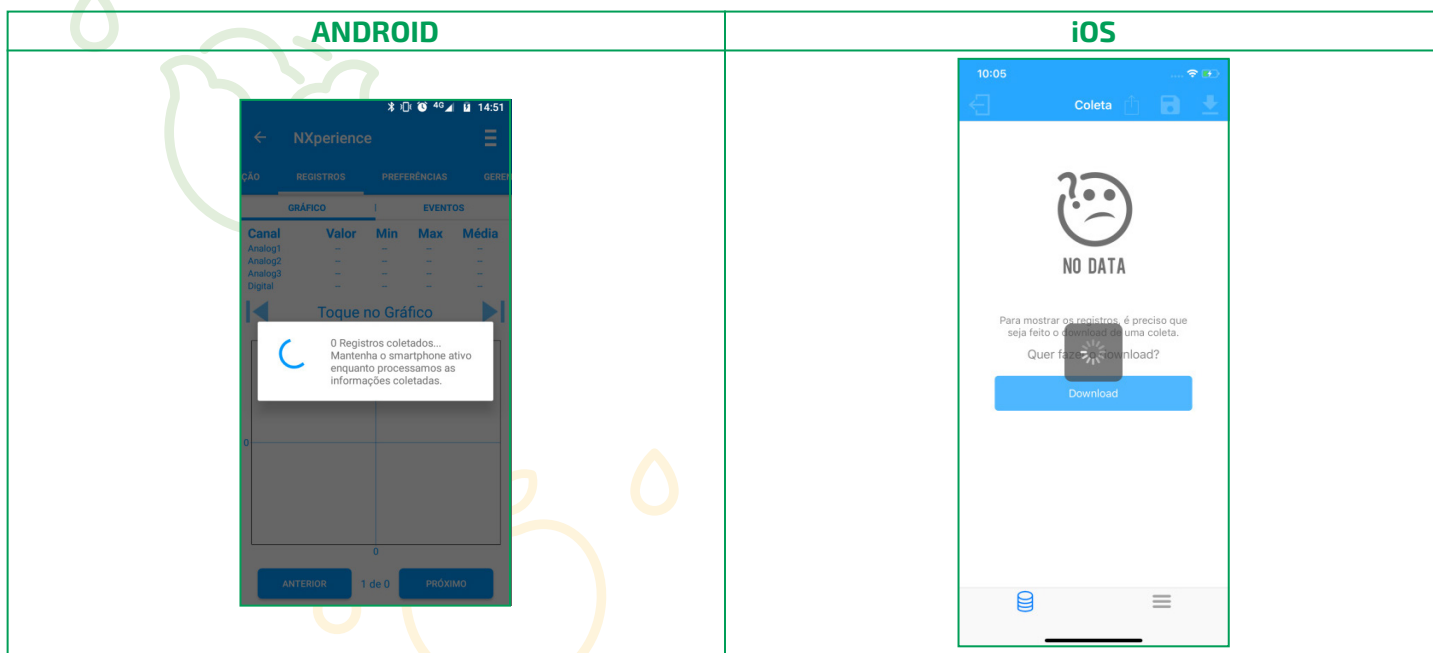 ANDROID
iOS
4G 14:51
NXperience
ÇÃO REGISTROS PREFERÊNCIAS GEREN
GRÁFICO EVENTOS
Canal Valor Min Max Média
Analog1 – – – –
Analog2 – – – –
Analog3 – – – –
Digital – – – –
Toque no Gráfico
0 Registros coletados...
Mantenha o smartphone ativo
enquanto processamos as
informações coletadas.
0
0
ANTERIOR 1 de 0 PRÓXIMO
10:05
Coleta
NO DATA
Para mostrar os registros, é preciso que
seja feito o download de uma coleta.
Quer fazer o download?
Download